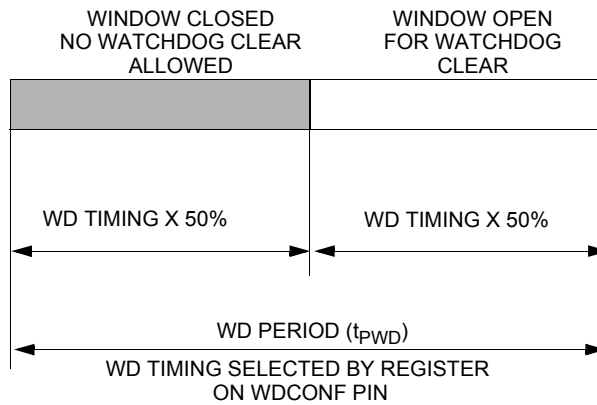 WINDOW CLOSED
NO WATCHDOG CLEAR
ALLOWED
WINDOW OPEN
FOR WATCHDOG
CLEAR
WD TIMING X 50%
WD TIMING X 50%
WD PERIOD (tPWD)
WD TIMING SELECTED BY REGISTER
ON WDCONF PIN